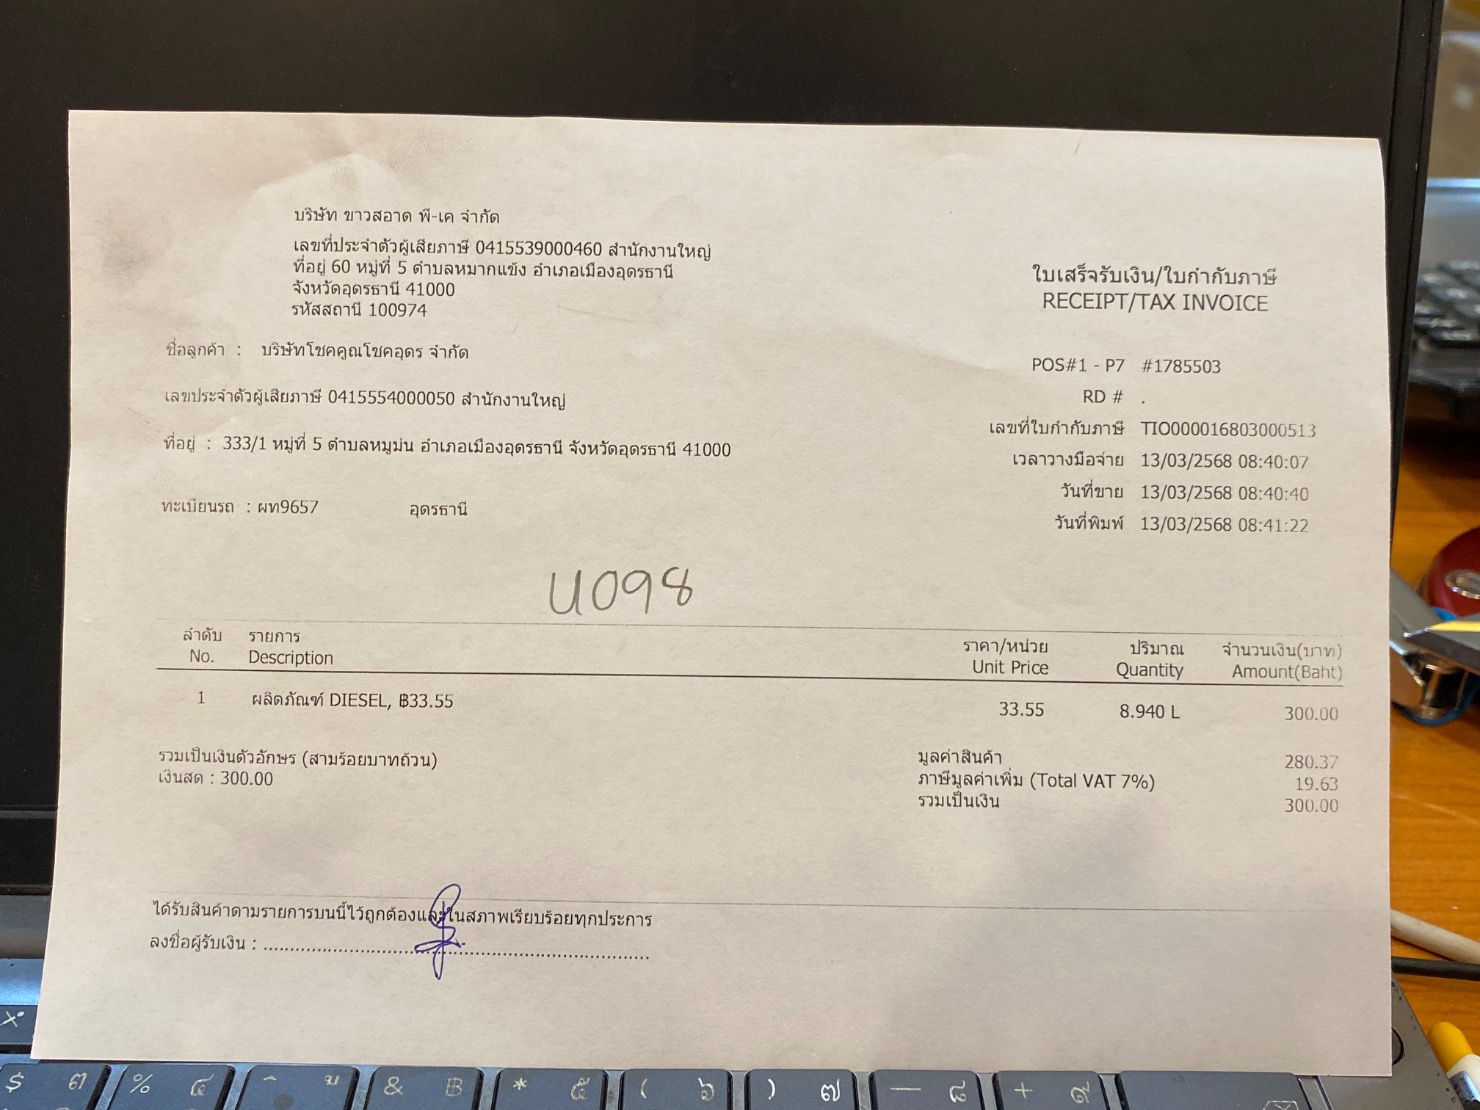 บริษัท ขาวสอาด พี-เค จำกัด
เลขที่ประจำตัวผู้เสียภาษี 0415539000460 สำนักงานใหญ่
ที่อยู่ 60 หมู่ที่ 5 ตำบลหมากแข้ง อำเภอเมืองอุดรธานี
จังหวัดอุดรธานี 41000
รหัสสถานี 100974
ใบเสร็จรับเงิน/ใบกำกับภาษี
RECEIPT/TAX INVOICE
ชื่อลูกค้า : บริษัทโชคคูณโชคอุดร จำกัด
เลขประจำตัวผู้เสียภาษี 0415554000050 สำนักงานใหญ่
ที่อยู่ : 333/1 หมู่ที่ 5 ตำบลหมูม่น อำเภอเมืองอุดรธานี จังหวัดอุดรธานี 41000
ทะเบียนรถ : ผท9657 อุดรธานี
POS#1 - P7 #1785503
RD # .
เลขที่ใบกำกับภาษี TIO000016803000513
เวลาวางมือจ่าย 13/03/2568 08:40:07
วันที่ขาย 13/03/2568 08:40:40
วันที่พิมพ์ 13/03/2568 08:41:22
U098
ลำดับ รายการ ราคา/หน่วย ปริมาณ จำนวนเงิน(บาท)
No. Description Unit Price Quantity Amount(Baht)
1 ผลิตภัณฑ์ DIESEL, ฿33.55 33.55 8.940 L 300.00
รวมเป็นเงินตัวอักษร (สามร้อยบาทถ้วน)
เงินสด : 300.00
มูลค่าสินค้า 280.37
ภาษีมูลค่าเพิ่ม (Total VAT 7%) 19.63
รวมเป็นเงิน 300.00
ได้รับสินค้าตามรายการบนนี้ไว้ถูกต้องและในสภาพเรียบร้อยทุกประการ
ลงชื่อผู้รับเงิน : ....................................................................
$ ๓ % ๔ ู & ฿ * ๕ ( ๖ ) ๗ — ๘ + ๙